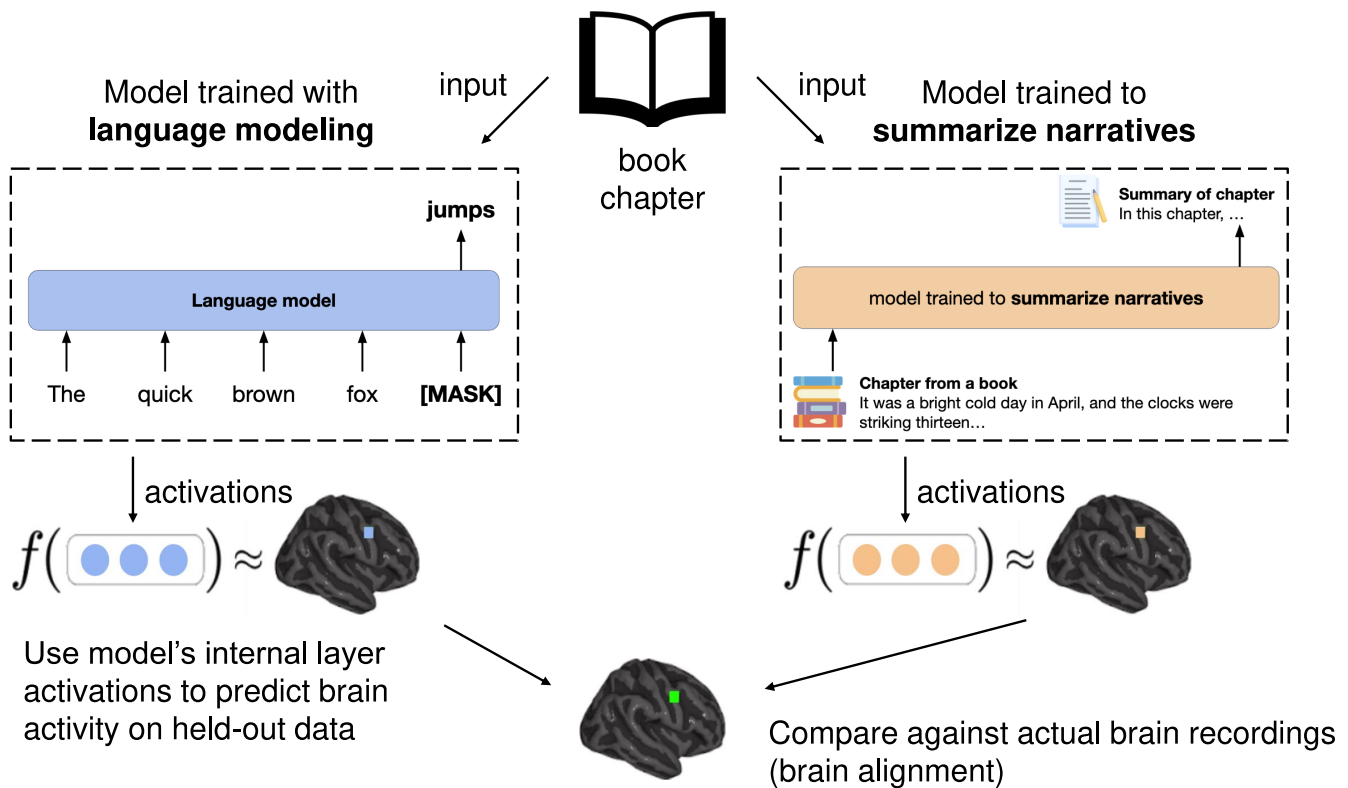 Model trained with
language modeling
input
book
chapter
input
Model trained to
summarize narratives
jumps
Language model
The quick brown fox [MASK]
Summary of chapter
In this chapter, …
model trained to summarize narratives
Chapter from a book
It was a bright cold day in April, and the clocks were
striking thirteen…
activations
f( ) ≈
activations
f( ) ≈
Use model’s internal layer
activations to predict brain
activity on held-out data
Compare against actual brain recordings
(brain alignment)